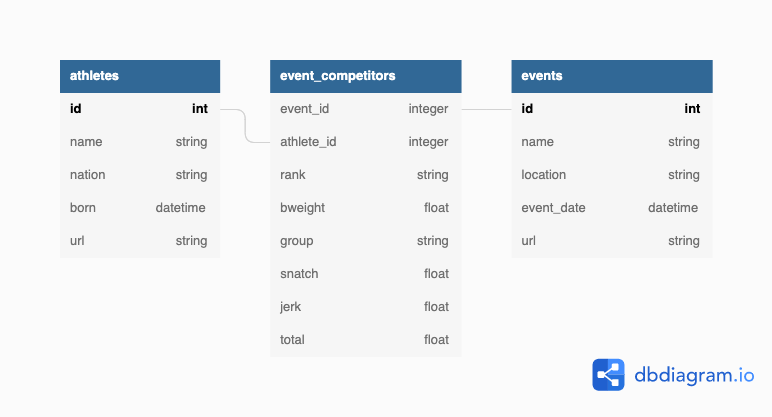 athletes
id int
name string
nation string
born datetime
url string
event_competitors
event_id integer
athlete_id integer
rank string
bweight float
group string
snatch float
jerk float
total float
events
id int
name string
location string
event_date datetime
url string
dbdiagram.io